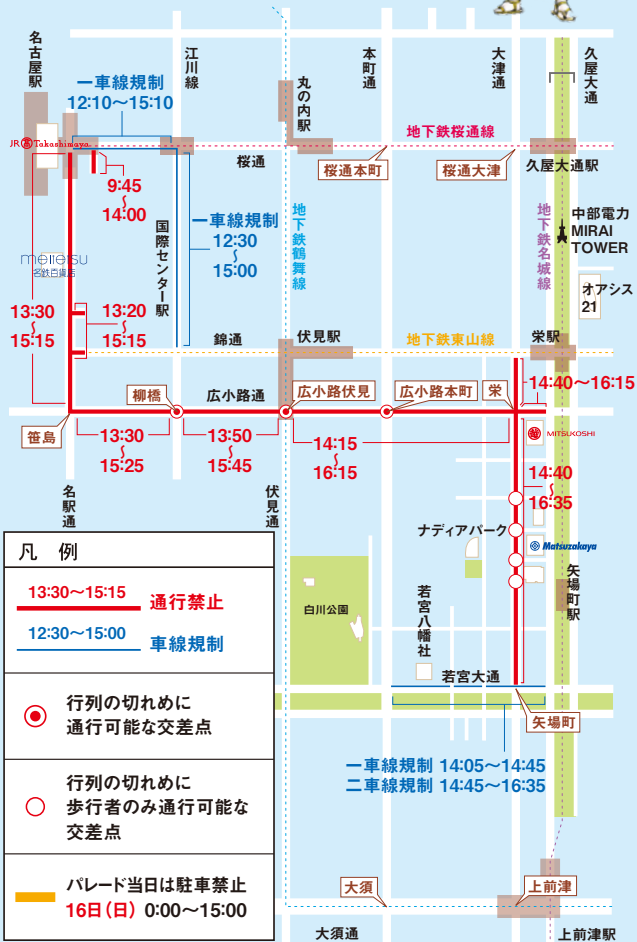 名古屋駅
江川線
丸の内駅
本町通
大津通
久屋大通
一車線規制
12:10〜15:10
JR 髙 Takashimaya
桜通
地下鉄桜通線
桜通本町
桜通大津
久屋大通駅
9:45
〜
14:00
国際センター駅
一車線規制
12:30
〜
15:00
地下鉄鶴舞線
地下鉄名城線
中部電力
MIRAI
TOWER
オアシス
21
meitetsu
名鉄百貨店
13:30
〜
15:15
13:20
〜
15:15
錦通
伏見駅
地下鉄東山線
栄駅
14:40〜16:15
柳橋
広小路通
広小路伏見
広小路本町
栄
笹島
13:30
〜
15:25
13:50
〜
15:45
14:15
〜
16:15
MITSUKOSHI
14:40
〜
16:35
名駅通
伏見通
ナディアパーク
Matsuzakaya
矢場町駅
白川公園
若宮八幡社
若宮大通
矢場町
一車線規制 14:05〜14:45
二車線規制 14:45〜16:35
大須
上前津
大須通
上前津駅
凡 例
13:30〜15:15
通行禁止
12:30〜15:00
車線規制
行列の切れめに
通行可能な交差点
行列の切れめに
歩行者のみ通行可能な
交差点
パレード当日は駐車禁止
16日(日) 0:00〜15:00